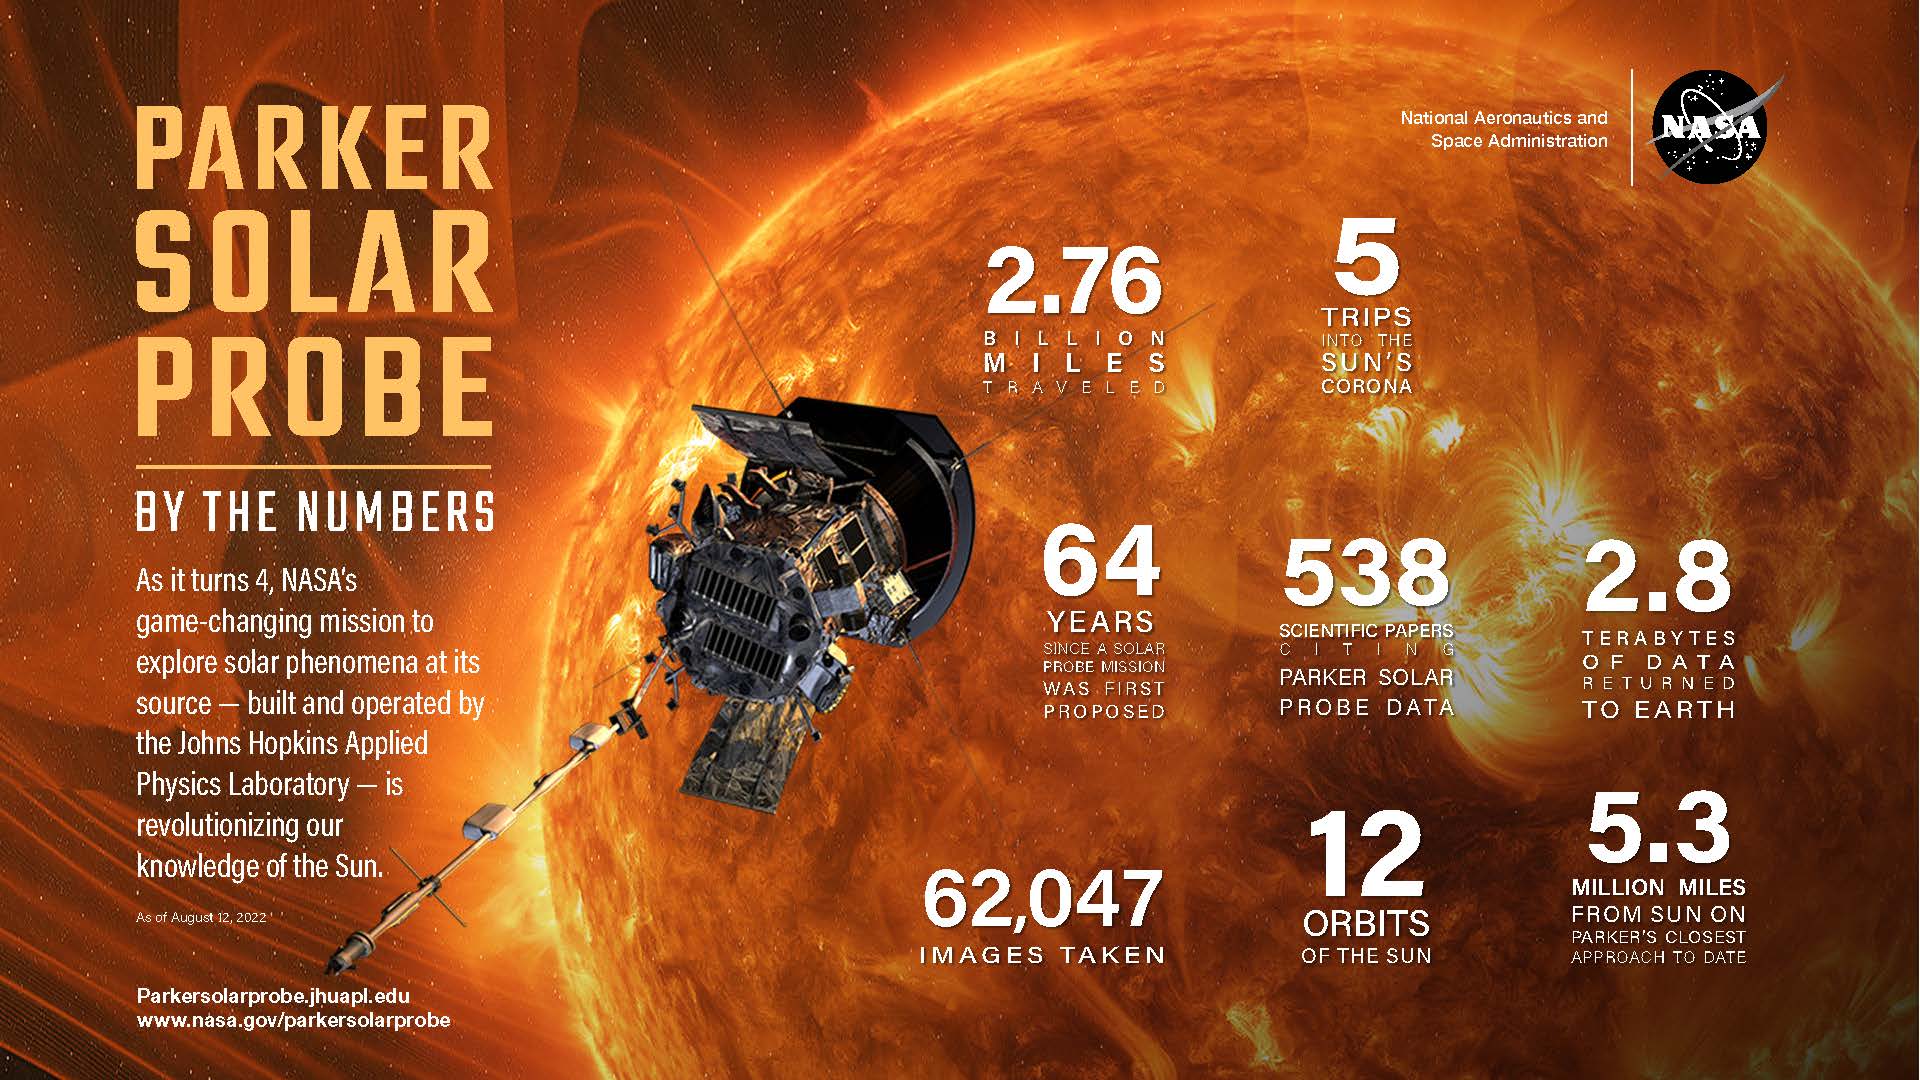 PARKER
SOLAR
PROBE
BY THE NUMBERS
As it turns 4, NASA's
game-changing mission to
explore solar phenomena at its
source — built and operated by
the Johns Hopkins Applied
Physics Laboratory — is
revolutionizing our
knowledge of the Sun.
As of August 12, 2022
Parkersolarprobe.jhuapl.edu
www.nasa.gov/parkersolarprobe
National Aeronautics and
Space Administration
NASA
2.76
BILLION
MILES
TRAVELED
5
TRIPS
INTO THE
SUN'S
CORONA
64
YEARS
SINCE A SOLAR
PROBE MISSION
WAS FIRST
PROPOSED
538
SCIENTIFIC PAPERS
CITING
PARKER SOLAR
PROBE DATA
2.8
TERABYTES
OF DATA
RETURNED
TO EARTH
62,047
IMAGES TAKEN
12
ORBITS
OF THE SUN
5.3
MILLION MILES
FROM SUN ON
PARKER'S CLOSEST
APPROACH TO DATE